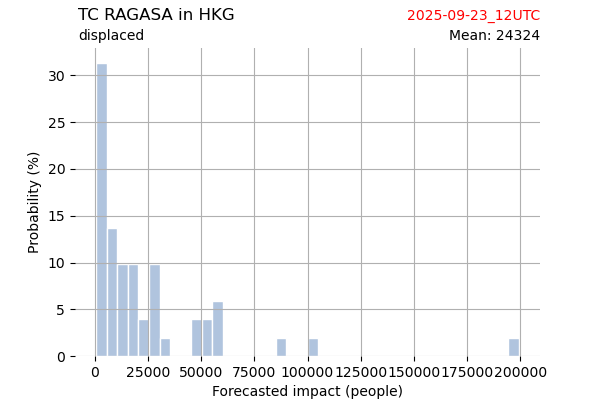 TC RAGASA in HKG
2025-09-23_12UTC
displaced
Mean: 24324
Probability (%)
30
25
20
15
10
5
0
0 25000 50000 75000 100000 125000 150000 175000 200000
Forecasted impact (people)